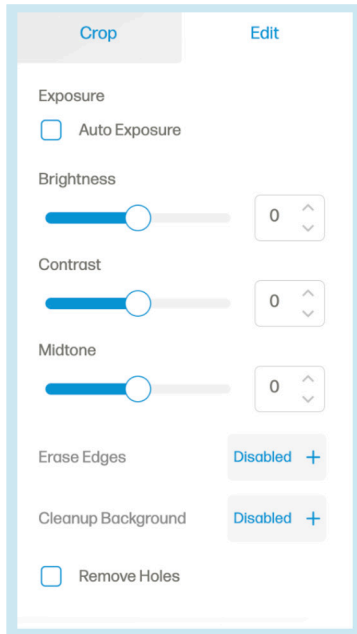 Crop Edit
Exposure
Auto Exposure
Brightness
0
Contrast
0
Midtone
0
Erase Edges Disabled +
Cleanup Background Disabled +
Remove Holes